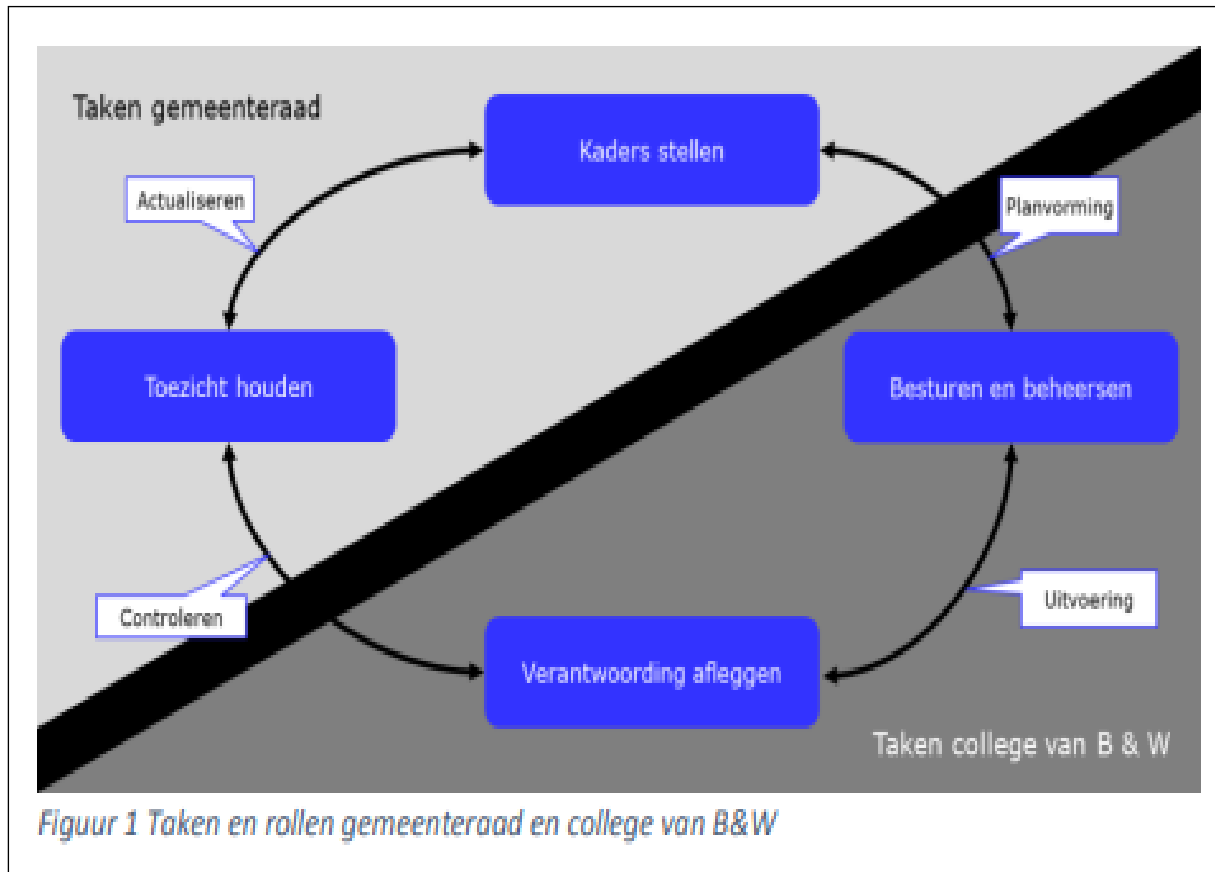 Taken gemeenteraad
Kaders stellen
Actualiseren
Planvorming
Toezicht houden
Besturen en beheersen
Controleren
Uitvoering
Verantwoording afleggen
Taken college van B & W
Figuur 1 Taken en rollen gemeenteraad en college van B&W